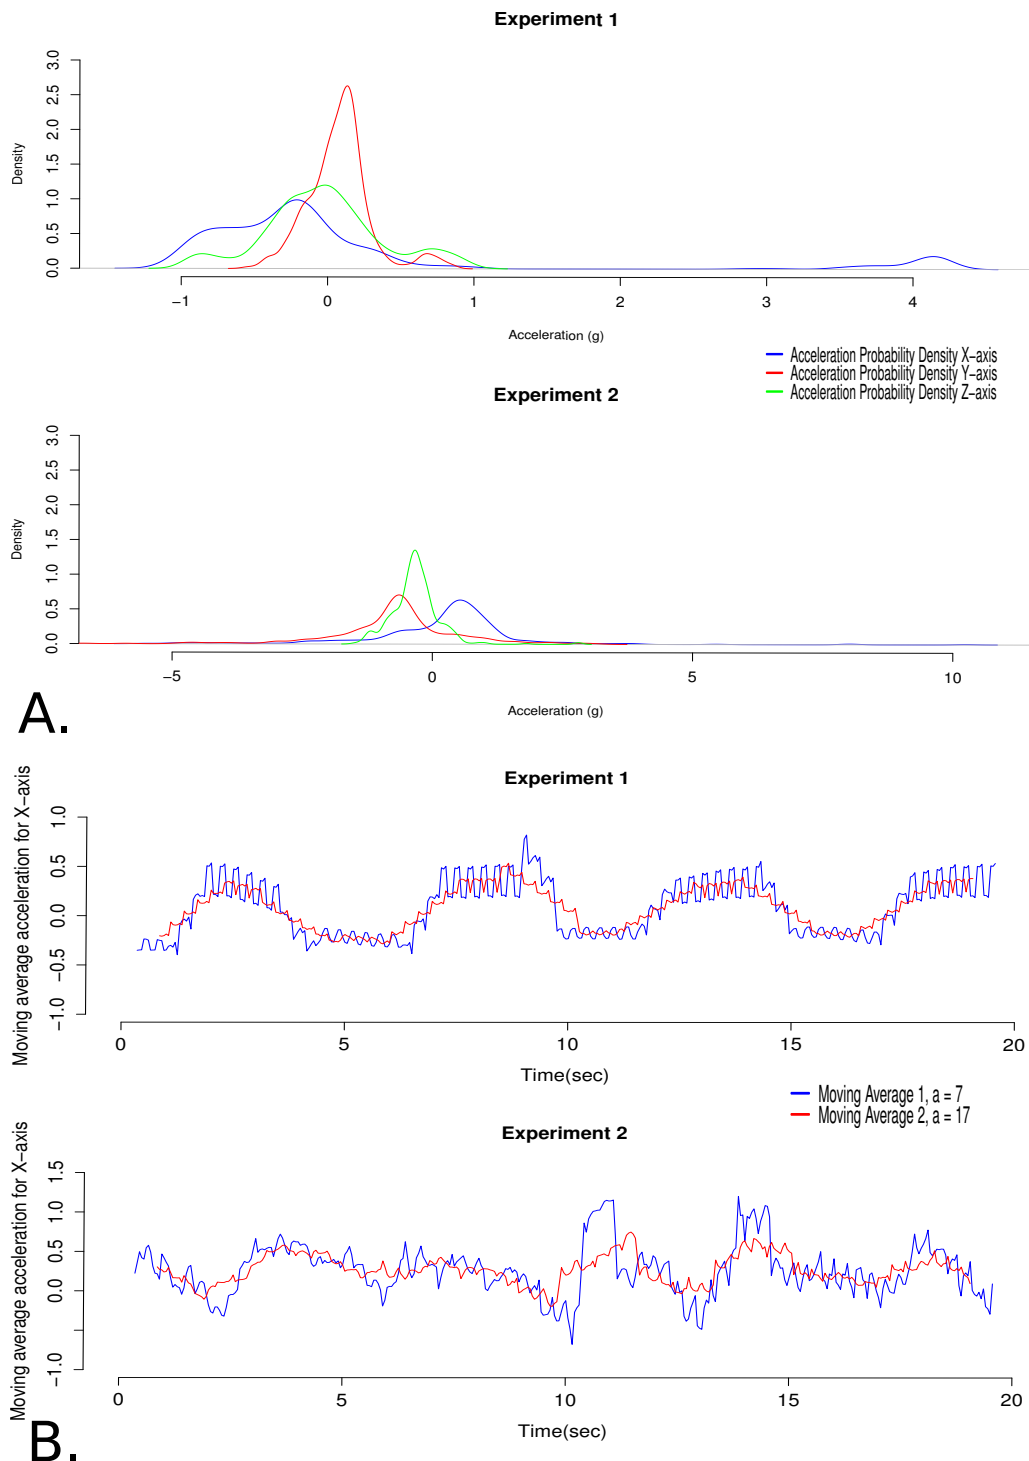 Experiment 1
Density
0.0 0.5 1.0 1.5 2.0 2.5 3.0
−1 0 1 2 3 4
Acceleration (g)
Acceleration Probability Density X−axis
Acceleration Probability Density Y−axis
Acceleration Probability Density Z−axis
Experiment 2
Density
0.0 0.5 1.0 1.5 2.0 2.5 3.0
−5 0 5 10
Acceleration (g)
A.
Experiment 1
Moving average acceleration for X−axis
−1.0 −0.5 0.0 0.5 1.0
0 5 10 15 20
Time(sec)
Moving Average 1, a = 7
Moving Average 2, a = 17
Experiment 2
Moving average acceleration for X−axis
−1.0 0.0 0.5 1.0 1.5
0 5 10 15 20
Time(sec)
B.